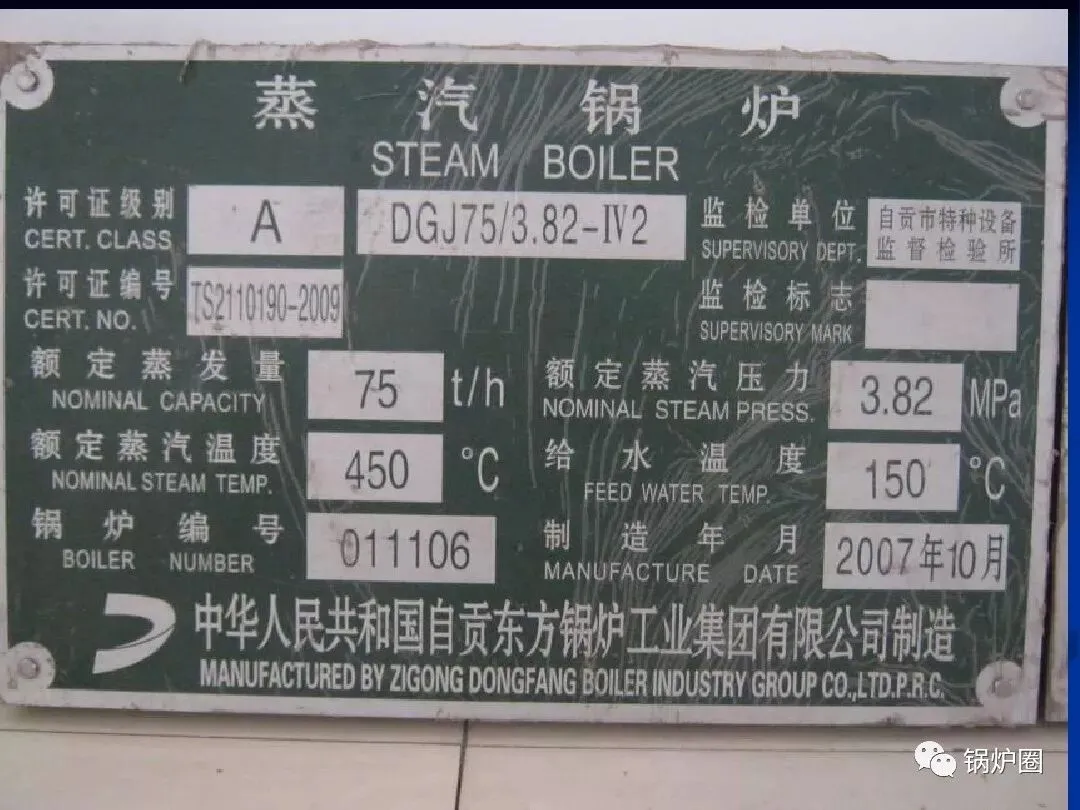 蒸汽锅炉
STEAM BOILER
许可证级别 A DGJ75/3.82-Ⅳ2 监检单位 自贡市特种设备
CERT. CLASS SUPERVISORY DEPT. 监督检验所
许可证编号 TS2110190-2009 监检标志
CERT. NO. SUPERVISORY MARK
额定蒸发量 75 t/h 额定蒸汽压力 3.82 MPa
NOMINAL CAPACITY NOMINAL STEAM PRESS.
额定蒸汽温度 450 °C 给水温度 150 °C
NOMINAL STEAM TEMP. FEED WATER TEMP.
锅炉编号 011106 制造年月 2007年10月
BOILER NUMBER MANUFACTURE DATE
中华人民共和国自贡东方锅炉工业集团有限公司制造
MANUFACTURED BY ZIGONG DONGFANG BOILER INDUSTRY GROUP CO.,LTD.P.R.C.
锅炉圈